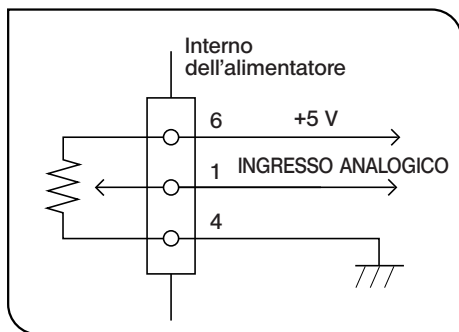 Interno
dell'alimentatore
6 +5 V
1 INGRESSO ANALOGICO
4